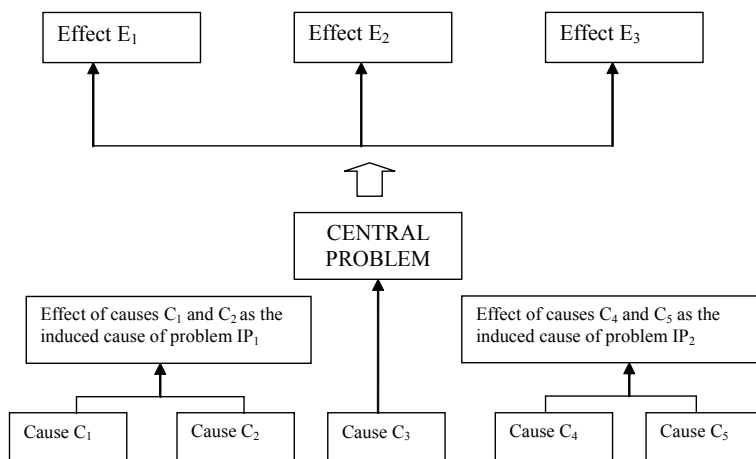 Effect E₁
Effect E₂
Effect E₃
CENTRAL
PROBLEM
Effect of causes C₁ and C₂ as the
induced cause of problem IP₁
Effect of causes C₄ and C₅ as the
induced cause of problem IP₂
Cause C₁
Cause C₂
Cause C₃
Cause C₄
Cause C₅